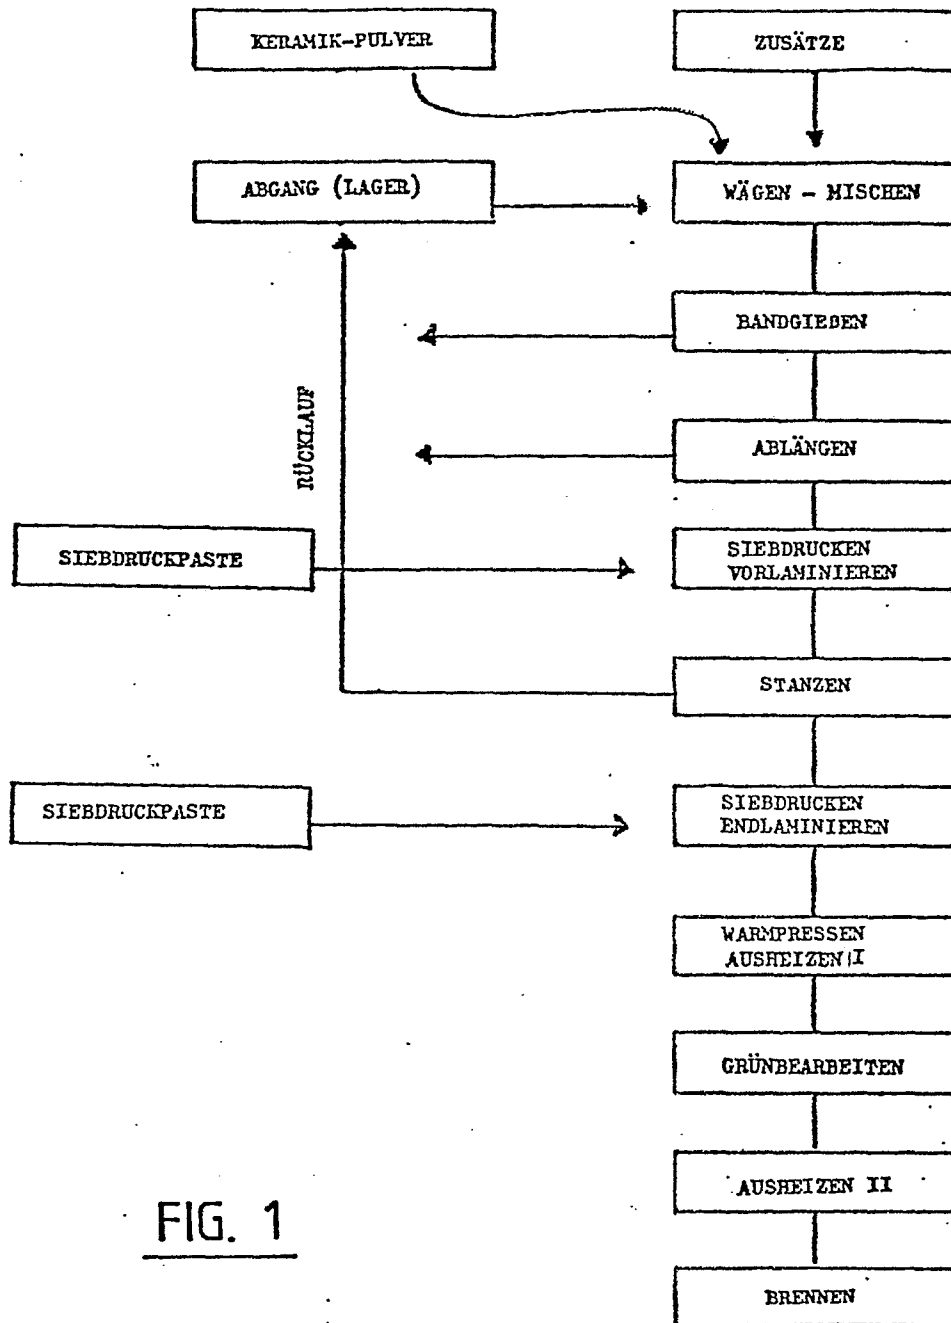 KERAMIK-PULVER
ZUSÄTZE
ABGANG (LAGER)
WÄGEN - MISCHEN
BANDGIEßEN
RÜCKLAUF
ABLÄNGEN
SIEBDRUCKPASTE
SIEBDRUCKEN
VORLAMINIEREN
STANZEN
SIEBDRUCKPASTE
SIEBDRUCKEN
ENDLAMINIEREN
WARMPRESSEN
AUSHEIZEN I
GRÜNBEARBEITEN
AUSHEIZEN II
FIG. 1
BRENNEN